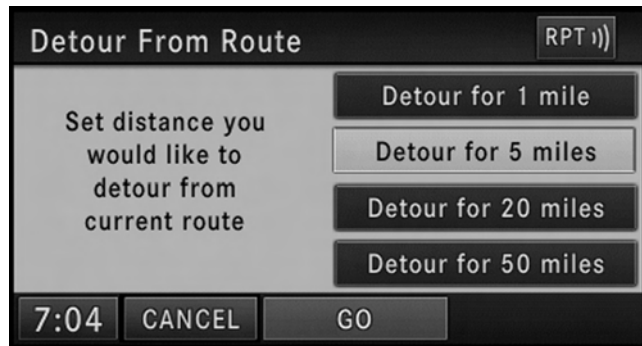 Detour From Route
RPT
Set distance you
would like to
detour from
current route
Detour for 1 mile
Detour for 5 miles
Detour for 20 miles
Detour for 50 miles
7:04
CANCEL
GO